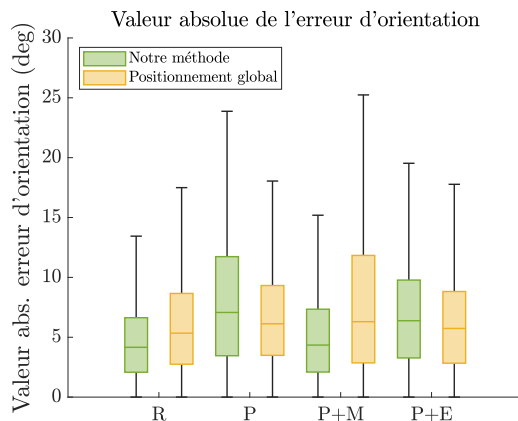 Valeur absolue de l'erreur d'orientation
Valeur abs. erreur d'orientation (deg)
30
25
20
15
10
5
0
Notre méthode
Positionnement global
R P P+M P+E